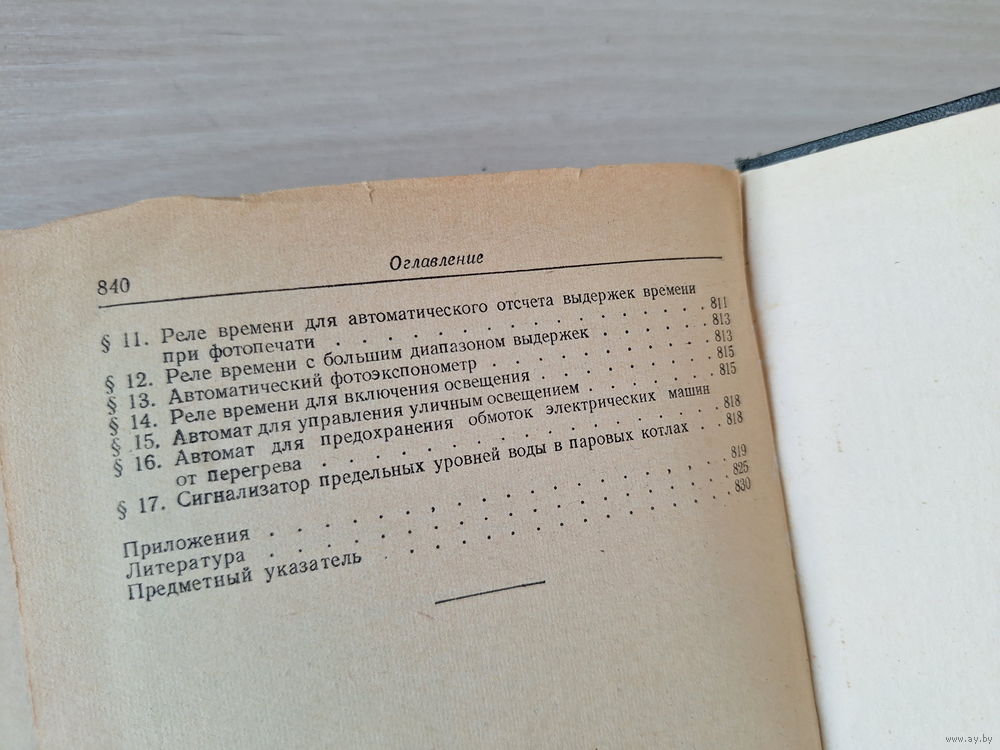 840
Оглавление
§ 11. Реле времени для автоматического отсчета выдержек времени
при фотопечати . . . . . . . . . . . . . . . 811
§ 12. Реле времени с большим диапазоном выдержек . . . . . 813
§ 13. Автоматический фотоэкспонометр . . . . . . . . . 813
§ 14. Реле времени для включения освещения . . . . . . . 815
§ 15. Автомат для управления уличным освещением . . . . . . 815
§ 16. Автомат для предохранения обмоток электрических машин
от перегрева . . . . . . . . . . . . . . . 818
§ 17. Сигнализатор предельных уровней воды в паровых котлах . . 818
Приложения . . . . . . . . . . . . . . . . . 819
Литература . . . . . . . . . . . . . . . . . 825
Предметный указатель . . . . . . . . . . . . . 830
www.ay.by